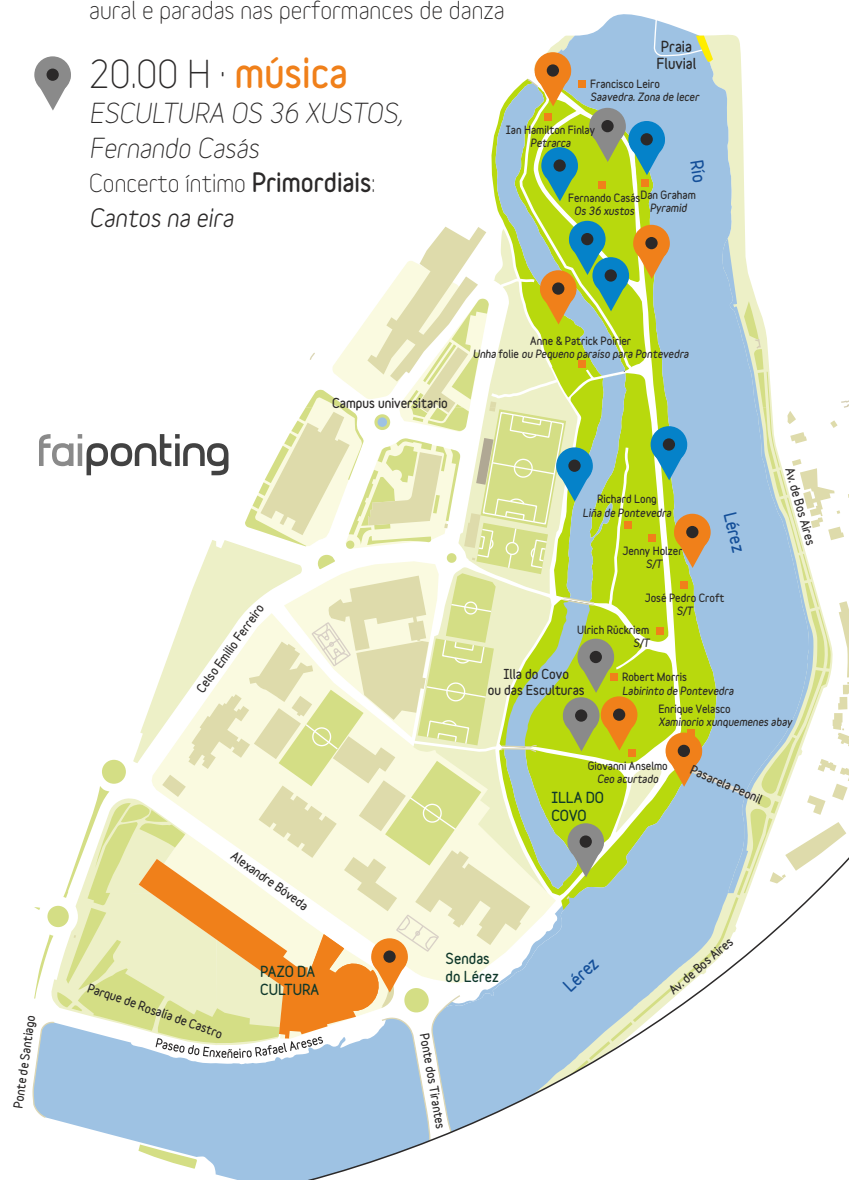 aural e paradas nas performances de danza
20.00 H · música
ESCULTURA OS 36 XUSTOS,
Fernando Casás
Concerto íntimo Primordiais:
Cantos na eira
faiponting
Praia
Fluvial
Francisco Leiro
Saavedra. Zona de lecer
Ian Hamilton Finlay
Petrarca
Río
Fernando Casás
Os 36 xustos
Dan Graham
Pyramid
Anne & Patrick Poirier
Unha folie ou Pequeno paraíso para Pontevedra
Campus universitario
Av. de Bos Aires
Richard Long
Liña de Pontevedra
Lérez
Jenny Holzer
S/T
José Pedro Croft
S/T
Celso Emilio Ferreiro
Ulrich Rückriem
S/T
Illa do Covo
ou das Esculturas
Robert Morris
Labirinto de Pontevedra
Enrique Velasco
Xaminorio xunquemenes abay
Giovanni Anselmo
Ceo acurtado
Pasarela Peonil
ILLA DO
COVO
Alexandre Bóveda
Sendas
do Lérez
PAZO DA
CULTURA
Lérez
Av. de Bos Aires
Parque de Rosalía de Castro
Paseo do Enxeñeiro Rafael Areses
Ponte de Santiago
Ponte dos Tirantes